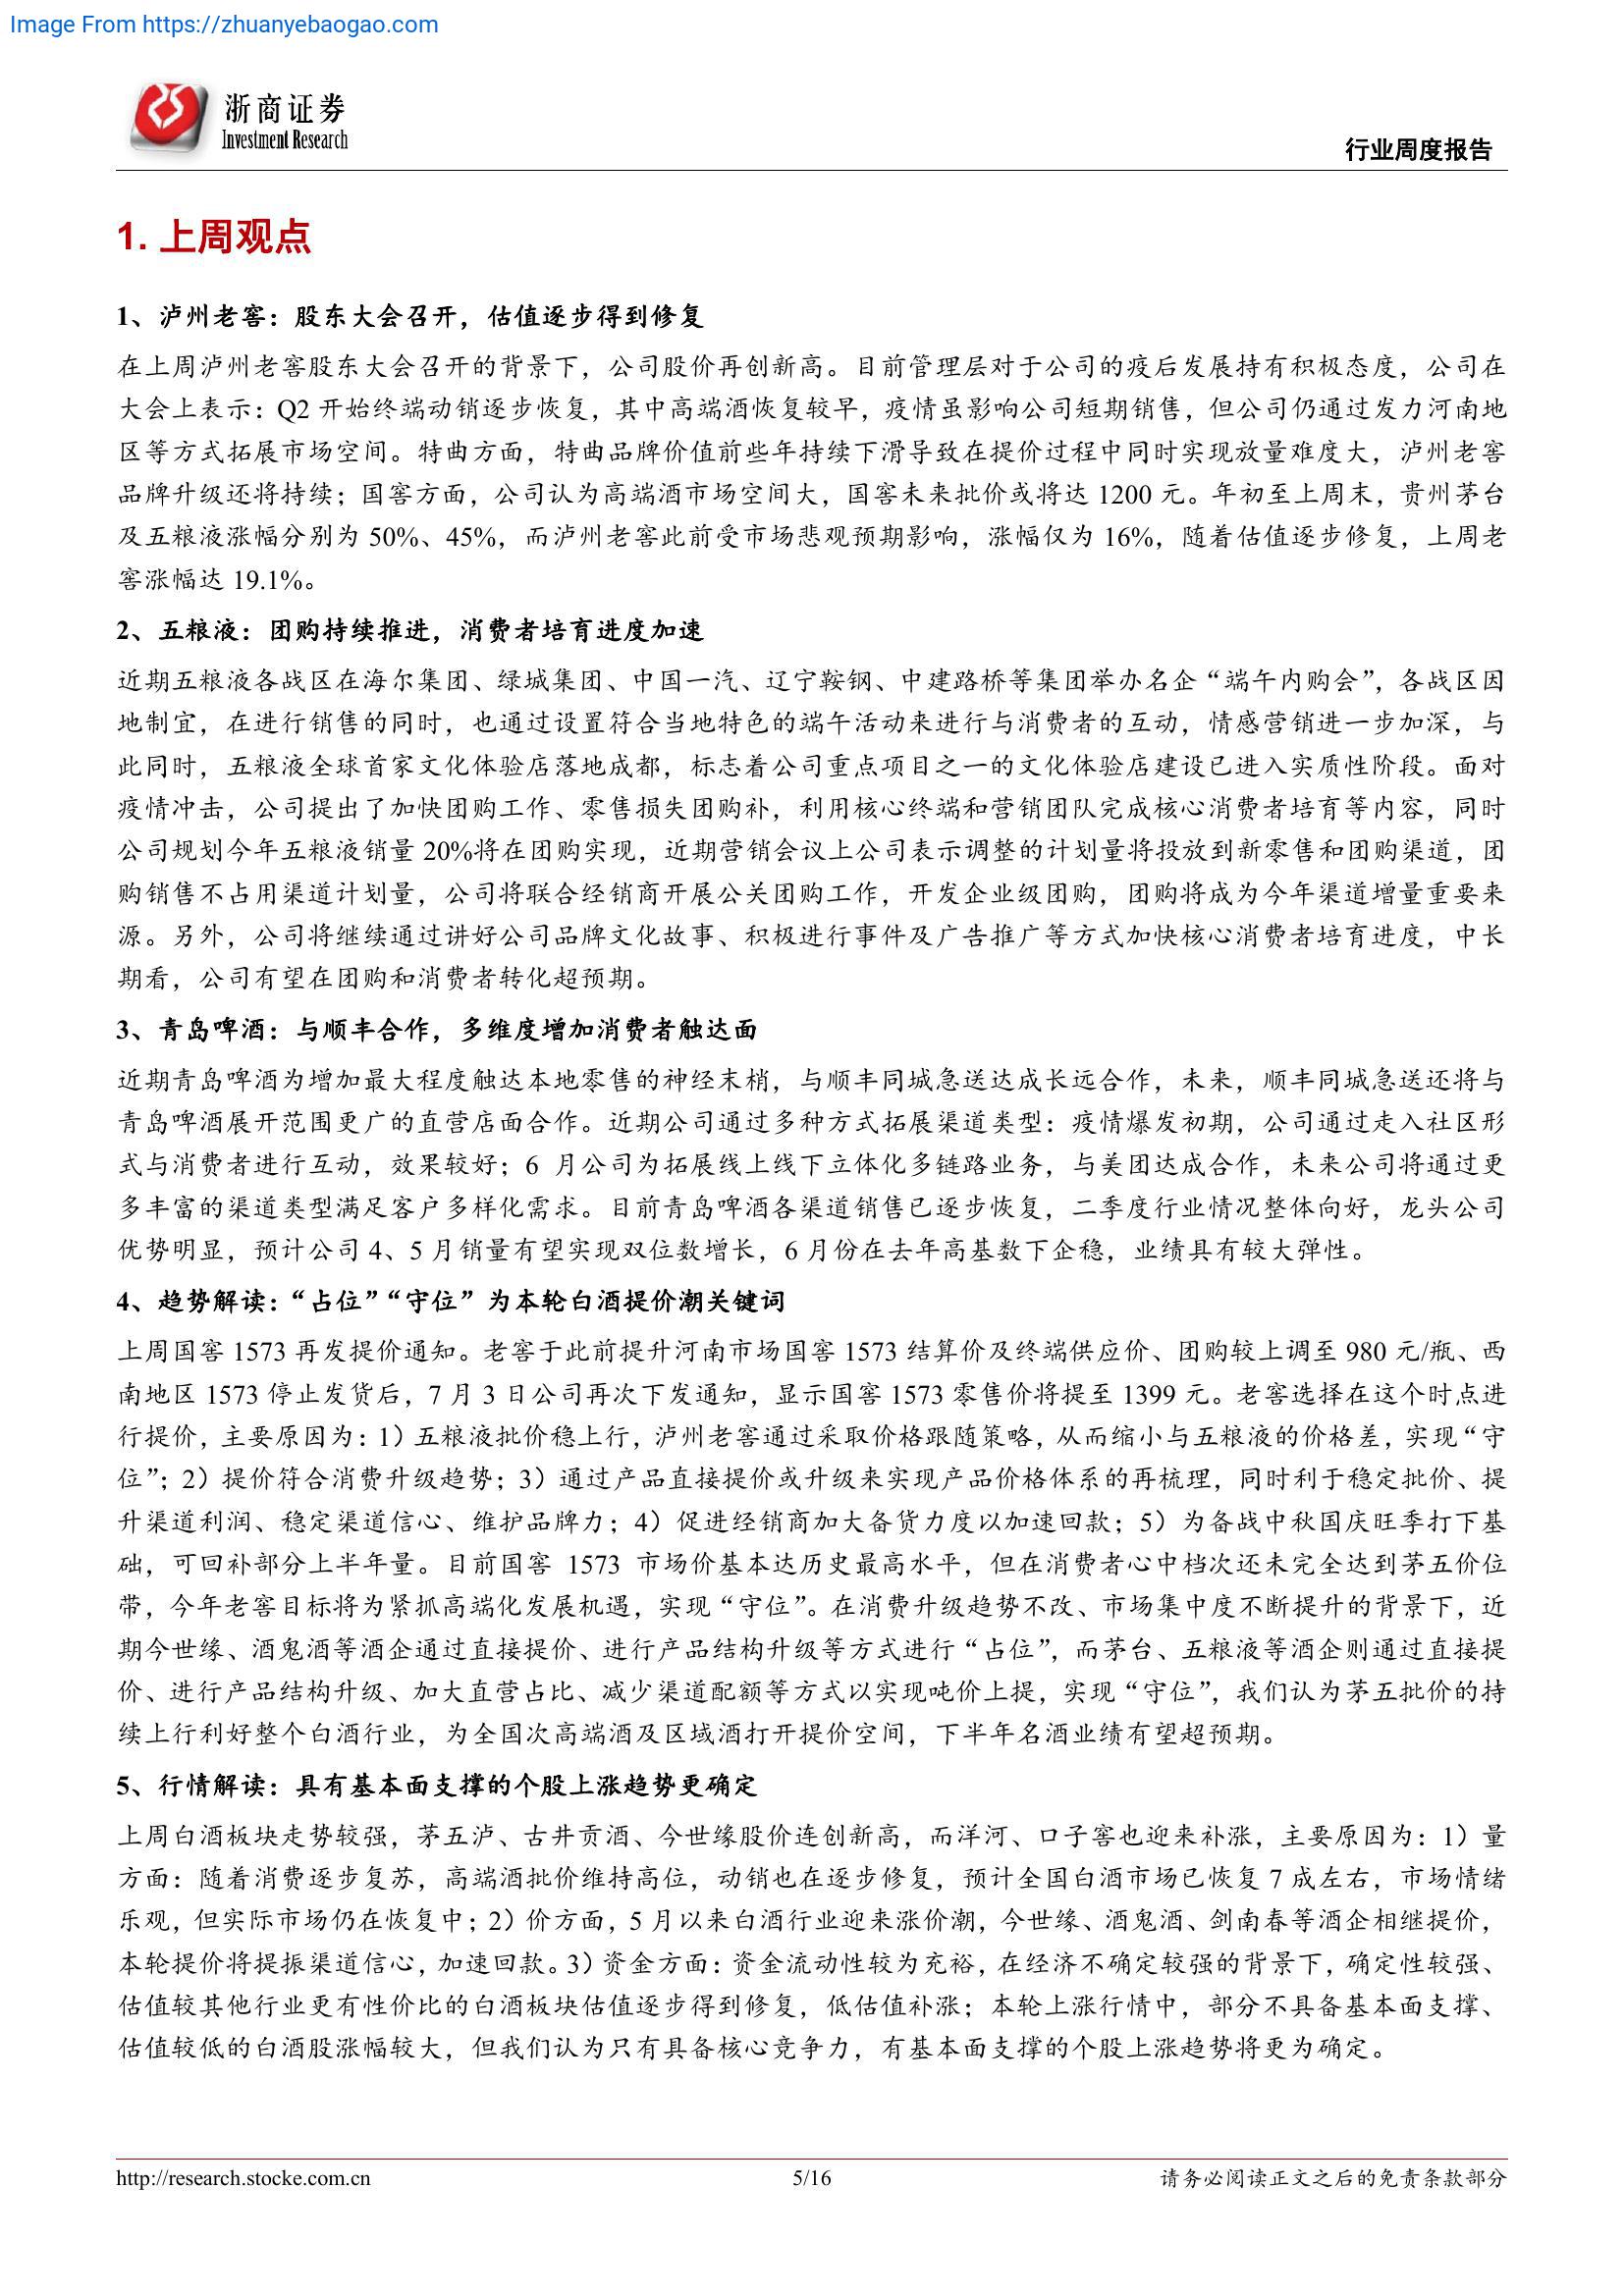 Image From https://zhuanyebaogao.com
浙商证券
Investment Research
行业周度报告
1. 上周观点
1、泸州老窖：股东大会召开，估值逐步得到修复
在上周泸州老窖股东大会召开的背景下，公司股价再创新高。目前管理层对于公司的疫后发展持有积极态度，公司在
大会上表示：Q2 开始终端动销逐步恢复，其中高端酒恢复较早，疫情虽影响公司短期销售，但公司仍通过发力河南地
区等方式拓展市场空间。特曲方面，特曲品牌价值前些年持续下滑导致在提价过程中同时实现放量难度大，泸州老窖
品牌升级还将持续；国窖方面，公司认为高端酒市场空间大，国窖未来批价或将达 1200 元。年初至上周末，贵州茅台
及五粮液涨幅分别为 50%、45%，而泸州老窖此前受市场悲观预期影响，涨幅仅为 16%，随着估值逐步修复，上周老
窖涨幅达 19.1%。
2、五粮液：团购持续推进，消费者培育进度加速
近期五粮液各战区在海尔集团、绿城集团、中国一汽、辽宁鞍钢、中建路桥等集团举办名企“端午内购会”，各战区因
地制宜，在进行销售的同时，也通过设置符合当地特色的端午活动来进行与消费者的互动，情感营销进一步加深，与
此同时，五粮液全球首家文化体验店落地成都，标志着公司重点项目之一的文化体验店建设已进入实质性阶段。面对
疫情冲击，公司提出了加快团购工作、零售损失团购补，利用核心终端和营销团队完成核心消费者培育等内容，同时
公司规划今年五粮液销量 20%将在团购实现，近期营销会议上公司表示调整的计划量将投放到新零售和团购渠道，团
购销售不占用渠道计划量，公司将联合经销商开展公关团购工作，开发企业级团购，团购将成为今年渠道增量重要来
源。另外，公司将继续通过讲好公司品牌文化故事、积极进行事件及广告推广等方式加快核心消费者培育进度，中长
期看，公司有望在团购和消费者转化超预期。
3、青岛啤酒：与顺丰合作，多维度增加消费者触达面
近期青岛啤酒为增加最大程度触达本地零售的神经末梢，与顺丰同城急送达成长远合作，未来，顺丰同城急送还将与
青岛啤酒展开范围更广的直营店面合作。近期公司通过多种方式拓展渠道类型：疫情爆发初期，公司通过走入社区形
式与消费者进行互动，效果较好；6 月公司为拓展线上线下立体化多链路业务，与美团达成合作，未来公司将通过更
多丰富的渠道类型满足客户多样化需求。目前青岛啤酒各渠道销售已逐步恢复，二季度行业情况整体向好，龙头公司
优势明显，预计公司 4、5 月销量有望实现双位数增长，6 月份在去年高基数下企稳，业绩具有较大弹性。
4、趋势解读：“占位”“守位”为本轮白酒提价潮关键词
上周国窖 1573 再发提价通知。老窖于此前提升河南市场国窖 1573 结算价及终端供应价、团购较上调至 980 元/瓶、西
南地区 1573 停止发货后，7 月 3 日公司再次下发通知，显示国窖 1573 零售价将提至 1399 元。老窖选择在这个时点进
行提价，主要原因为：1）五粮液批价稳上行，泸州老窖通过采取价格跟随策略，从而缩小与五粮液的价格差，实现“守
位”；2）提价符合消费升级趋势；3）通过产品直接提价或升级来实现产品价格体系的再梳理，同时利于稳定批价、提
升渠道利润、稳定渠道信心、维护品牌力；4）促进经销商加大备货力度以加速回款；5）为备战中秋国庆旺季打下基
础，可回补部分上半年量。目前国窖 1573 市场价基本达历史最高水平，但在消费者心中档次还未完全达到茅五价位
带，今年老窖目标将为紧抓高端化发展机遇，实现“守位”。在消费升级趋势不改、市场集中度不断提升的背景下，近
期今世缘、酒鬼酒等酒企通过直接提价、进行产品结构升级等方式进行“占位”，而茅台、五粮液等酒企则通过直接提
价、进行产品结构升级、加大直营占比、减少渠道配额等方式以实现吨价上提，实现“守位”，我们认为茅五批价的持
续上行利好整个白酒行业，为全国次高端酒及区域酒打开提价空间，下半年名酒业绩有望超预期。
5、行情解读：具有基本面支撑的个股上涨趋势更确定
上周白酒板块走势较强，茅五泸、古井贡酒、今世缘股价连创新高，而洋河、口子窖也迎来补涨，主要原因为：1）量
方面：随着消费逐步复苏，高端酒批价维持高位，动销也在逐步修复，预计全国白酒市场已恢复 7 成左右，市场情绪
乐观，但实际市场仍在恢复中；2）价方面，5 月以来白酒行业迎来涨价潮，今世缘、酒鬼酒、剑南春等酒企相继提价，
本轮提价将提振渠道信心，加速回款。3）资金方面：资金流动性较为充裕，在经济不确定较强的背景下，确定性较强、
估值较其他行业更有性价比的白酒板块估值逐步得到修复，低估值补涨；本轮上涨行情中，部分不具备基本面支撑、
估值较低的白酒股涨幅较大，但我们认为只有具备核心竞争力，有基本面支撑的个股上涨趋势将更为确定。
http://research.stocke.com.cn
5/16
请务必阅读正文之后的免责条款部分